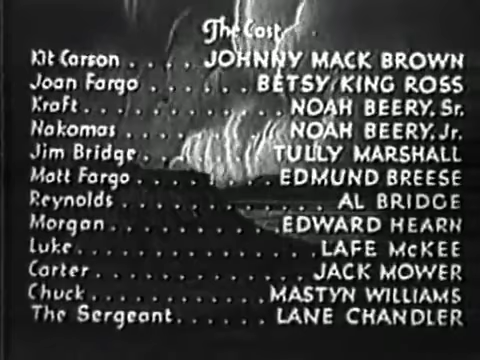 The Cast
Kit Carson . . . . JOHNNY MACK BROWN
Joan Fargo . . . . . . BETSY KING ROSS
Kraft . . . . . . . . . . . NOAH BEERY, Sr.
Nakomas . . . . . . . . . NOAH BEERY, Jr.
Jim Bridge . . . . . . . TULLY MARSHALL
Matt Fargo . . . . . . . . EDMUND BREESE
Reynolds . . . . . . . . . . . . AL BRIDGE
Morgan . . . . . . . . . . EDWARD HEARN
Luke . . . . . . . . . . . . . . . LAFE McKEE
Carter . . . . . . . . . . . . JACK MOWER
Chuck . . . . . . . . . . . MASTYN WILLIAMS
The Sergeant . . . . . . LANE CHANDLER